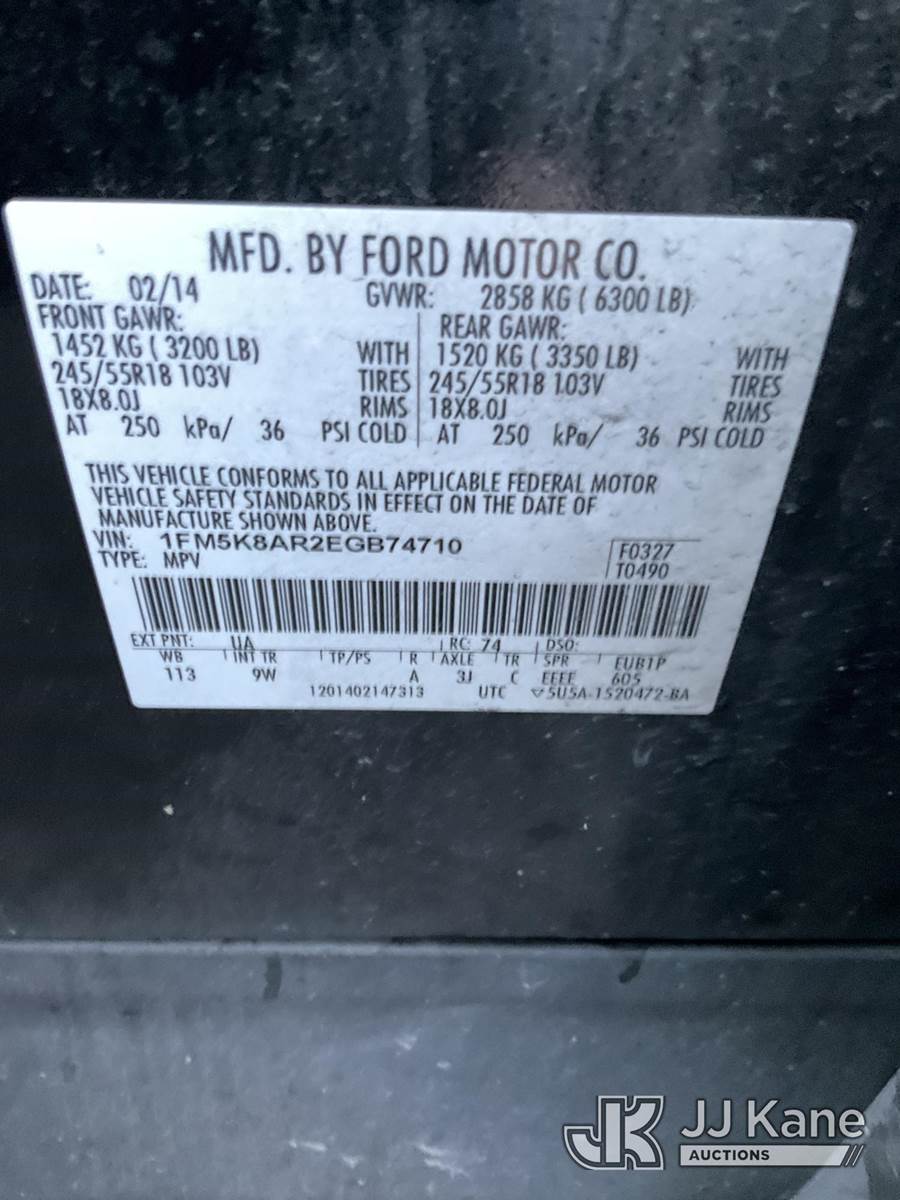 MFD. BY FORD MOTOR CO.
DATE: 02/14 GVWR: 2858 KG ( 6300 LB)
FRONT GAWR: REAR GAWR:
1452 KG ( 3200 LB) WITH 1520 KG ( 3350 LB) WITH
245/55R18 103V TIRES 245/55R18 103V TIRES
18X8.0J RIMS 18X8.0J RIMS
AT 250 kPa/ 36 PSI COLD AT 250 kPa/ 36 PSI COLD
THIS VEHICLE CONFORMS TO ALL APPLICABLE FEDERAL MOTOR
VEHICLE SAFETY STANDARDS IN EFFECT ON THE DATE OF
MANUFACTURE SHOWN ABOVE.
VIN: 1FM5K8AR2EGB74710 F0327
TYPE: MPV T0490
EXT PNT: UA RC: 74 DSO:
WB INT TR TP/PS R AXLE TR SPR EUB1P
113 9W A 3J C EEEE 605
1201402147313 UTC ▽5U5A-1520472-BA
JK JJ Kane
AUCTIONS